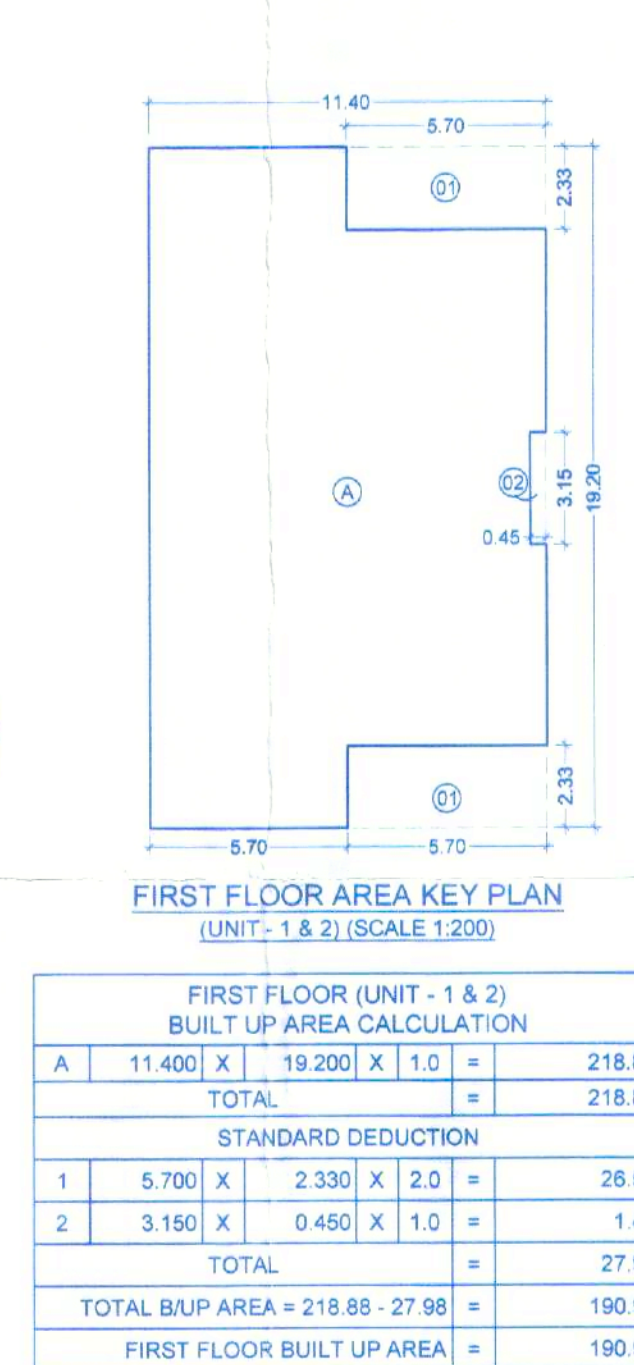 11.40
5.70
01
2.33
A
02
3.15
19.20
0.45
01
2.33
5.70 5.70
FIRST FLOOR AREA KEY PLAN
(UNIT - 1 & 2) (SCALE 1:200)
FIRST FLOOR (UNIT - 1 & 2)
BUILT UP AREA CALCULATION
A 11.400 X 19.200 X 1.0 =
TOTAL =
STANDARD DEDUCTION
1 5.700 X 2.330 X 2.0 =
2 3.150 X 0.450 X 1.0 =
TOTAL =
TOTAL B/UP AREA = 218.88 - 27.98 =
FIRST FLOOR BUILT UP AREA =